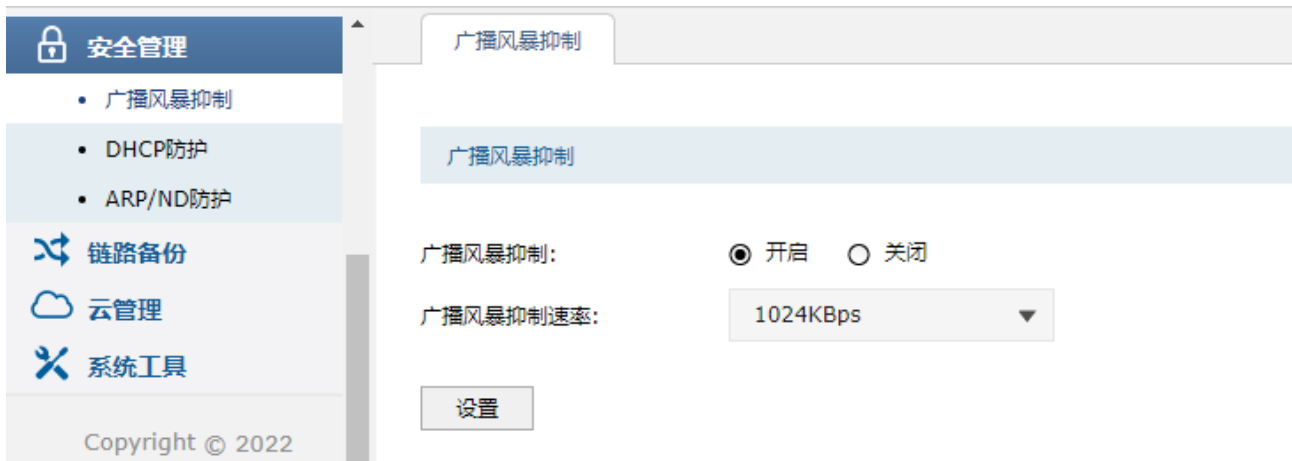 安全管理
广播风暴抑制
DHCP防护
ARP/ND防护
链路备份
云管理
系统工具
Copyright © 2022
广播风暴抑制
广播风暴抑制
广播风暴抑制: 开启 关闭
广播风暴抑制速率: 1024KBps
设置